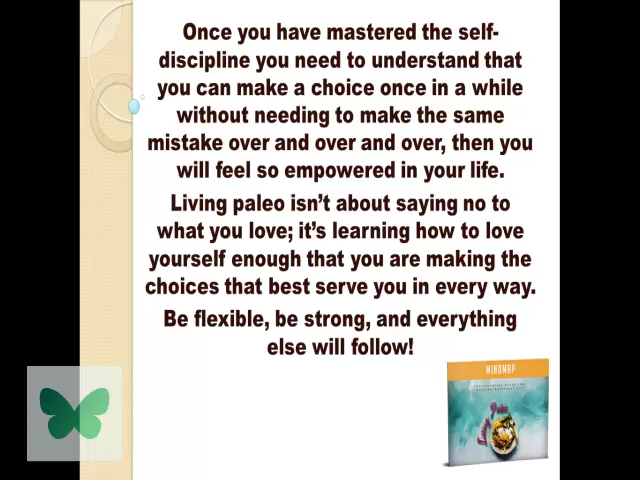 Once you have mastered the self-
discipline you need to understand that
you can make a choice once in a while
without needing to make the same
mistake over and over and over, then you
will feel so empowered in your life.
Living paleo isn't about saying no to
what you love; it's learning how to love
yourself enough that you are making the
choices that best serve you in every way.
Be flexible, be strong, and everything
else will follow!
MINDMAP
Living Paleo